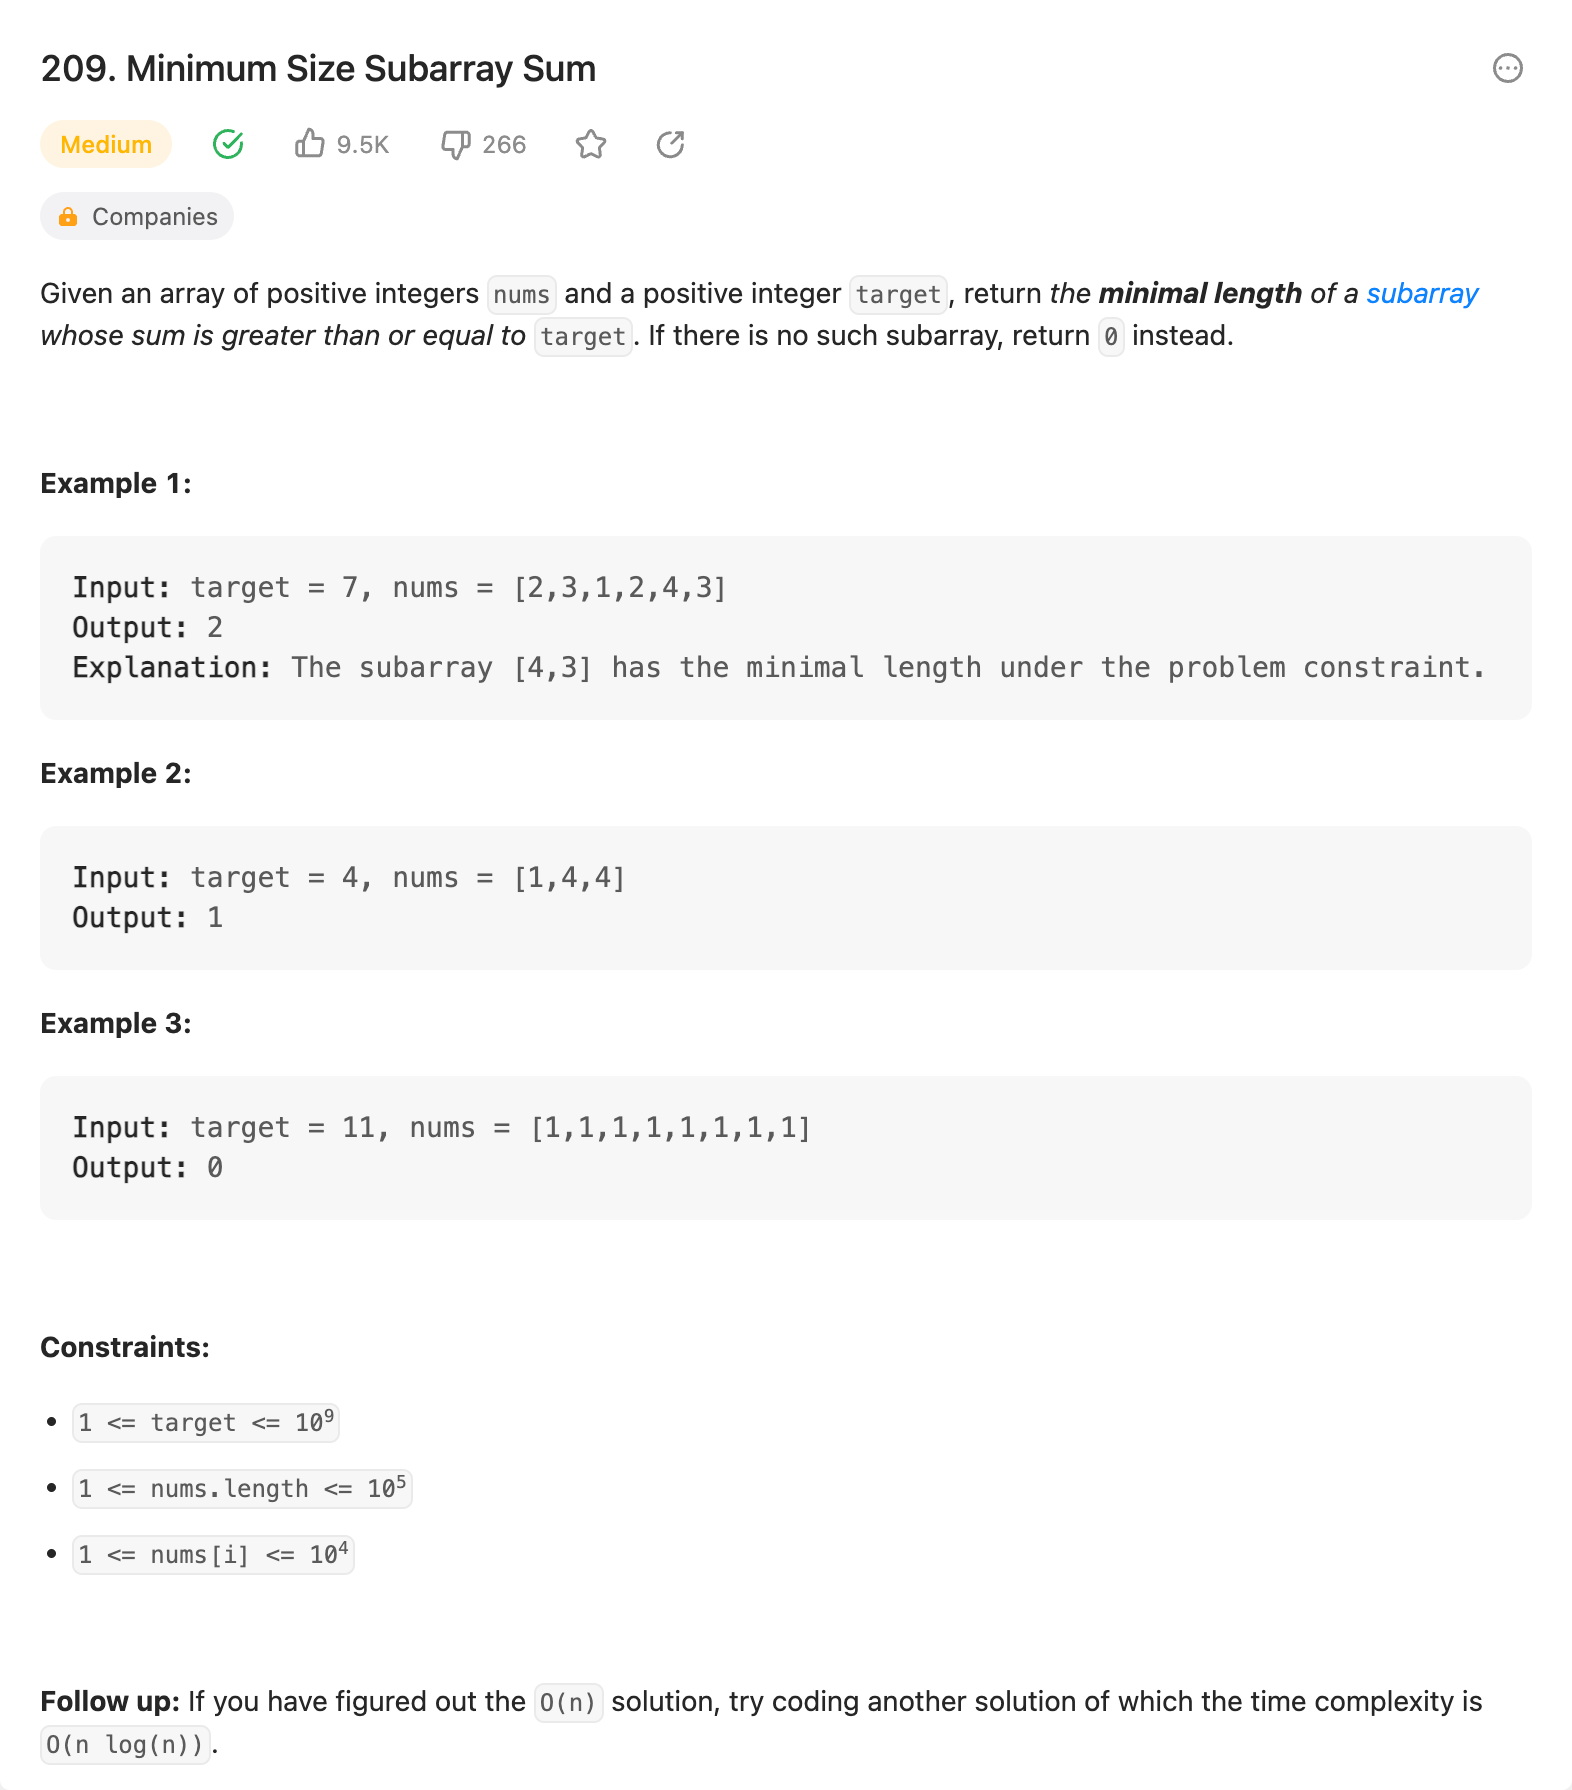 209. Minimum Size Subarray Sum
Medium 9.5K 266
Companies
Given an array of positive integers nums and a positive integer target, return the minimal length of a subarray
whose sum is greater than or equal to target. If there is no such subarray, return 0 instead.
Example 1:
Input: target = 7, nums = [2,3,1,2,4,3]
Output: 2
Explanation: The subarray [4,3] has the minimal length under the problem constraint.
Example 2:
Input: target = 4, nums = [1,4,4]
Output: 1
Example 3:
Input: target = 11, nums = [1,1,1,1,1,1,1,1]
Output: 0
Constraints:
• 1 <= target <= 10⁹
• 1 <= nums.length <= 10⁵
• 1 <= nums[i] <= 10⁴
Follow up: If you have figured out the O(n) solution, try coding another solution of which the time complexity is
O(n log(n)).